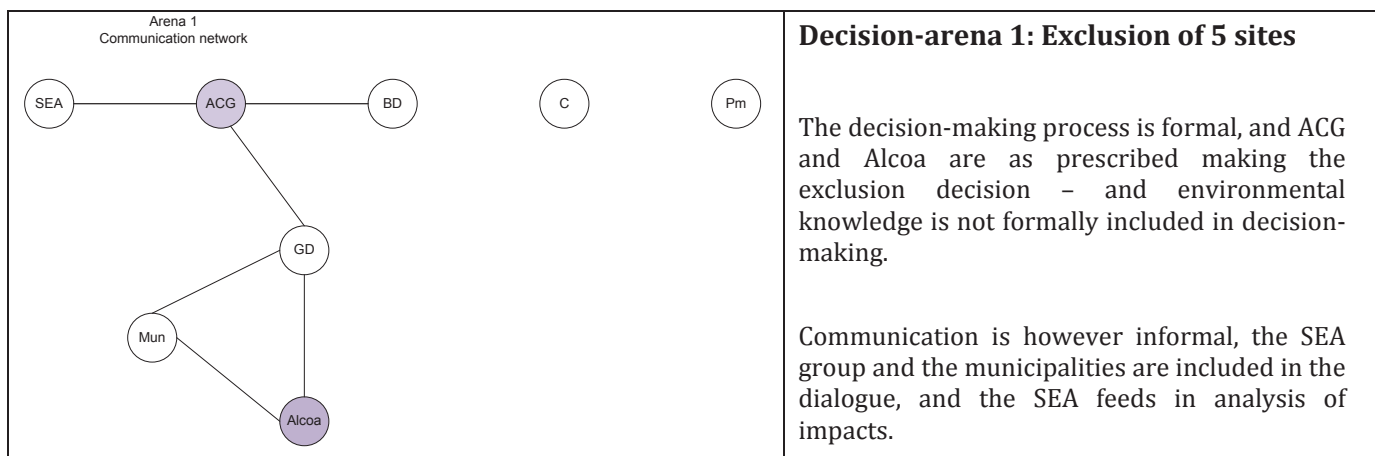 Arena 1
Communication network
SEA
ACG
BD
C
Pm
GD
Mun
Alcoa
Decision-arena 1: Exclusion of 5 sites
The decision-making process is formal, and ACG
and Alcoa are as prescribed making the
exclusion decision – and environmental
knowledge is not formally included in decision-
making.
Communication is however informal, the SEA
group and the municipalities are included in the
dialogue, and the SEA feeds in analysis of
impacts.